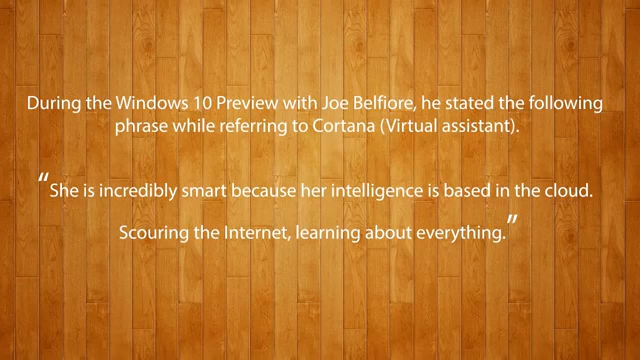 During the Windows 10 Preview with Joe Belfiore, he stated the following
phrase while referring to Cortana (Virtual assistant).
“She is incredibly smart because her intelligence is based in the cloud.
Scouring the Internet, learning about everything.”